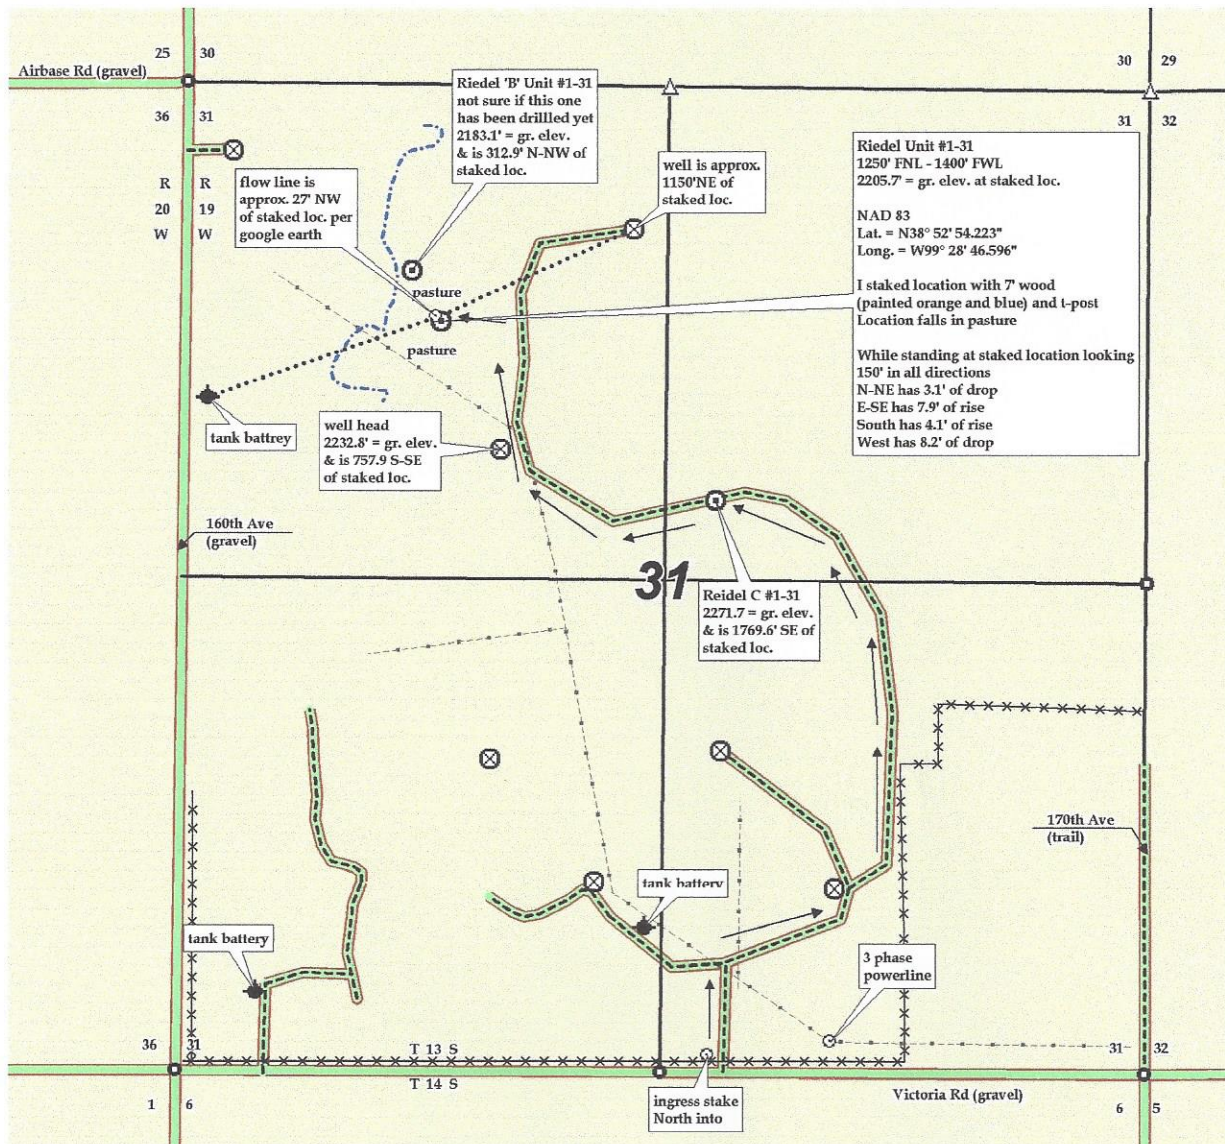 25 30
30 29
Airbase Rd (gravel)
36 31
31 32
Riedel 'B' Unit #1-31
not sure if this one
has been drillled yet
2183.1' = gr. elev.
& is 312.9' N-NW of
staked loc.
well is approx.
1150'NE of
staked loc.
Riedel Unit #1-31
1250' FNL - 1400' FWL
2205.7' = gr. elev. at staked loc.
NAD 83
Lat. = N38° 52' 54.223"
Long. = W99° 28' 46.596"
I staked location with 7' wood
(painted orange and blue) and t-post
Location falls in pasture
While standing at staked location looking
150' in all directions
N-NE has 3.1' of drop
E-SE has 7.9' of rise
South has 4.1' of rise
West has 8.2' of drop
R R
20 19
W W
flow line is
approx. 27' NW
of staked loc. per
google earth
pasture
pasture
tank battrey
well head
2232.8' = gr. elev.
& is 757.9 S-SE
of staked loc.
160th Ave
(gravel)
31
Reidel C #1-31
2271.7 = gr. elev.
& is 1769.6' SE of
staked loc.
170th Ave
(trail)
tank battery
tank battery
3 phase
powerline
36 31
T 13 S
31 32
T 14 S
1 6
ingress stake
North into
Victoria Rd (gravel)
6 5